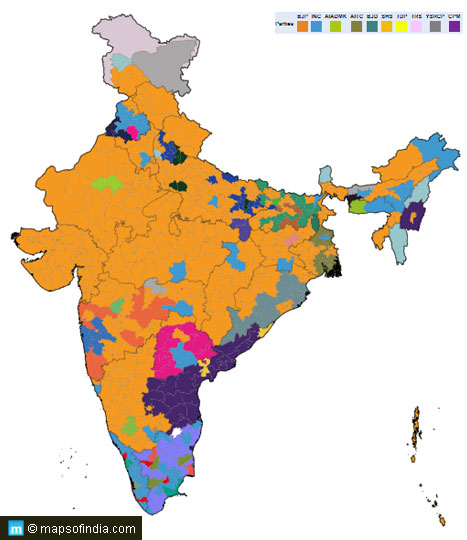 BJP INC AIADMK AITC BJD SHS TDP TRS YSRCP CPM
Parties
m © mapsofindia.com